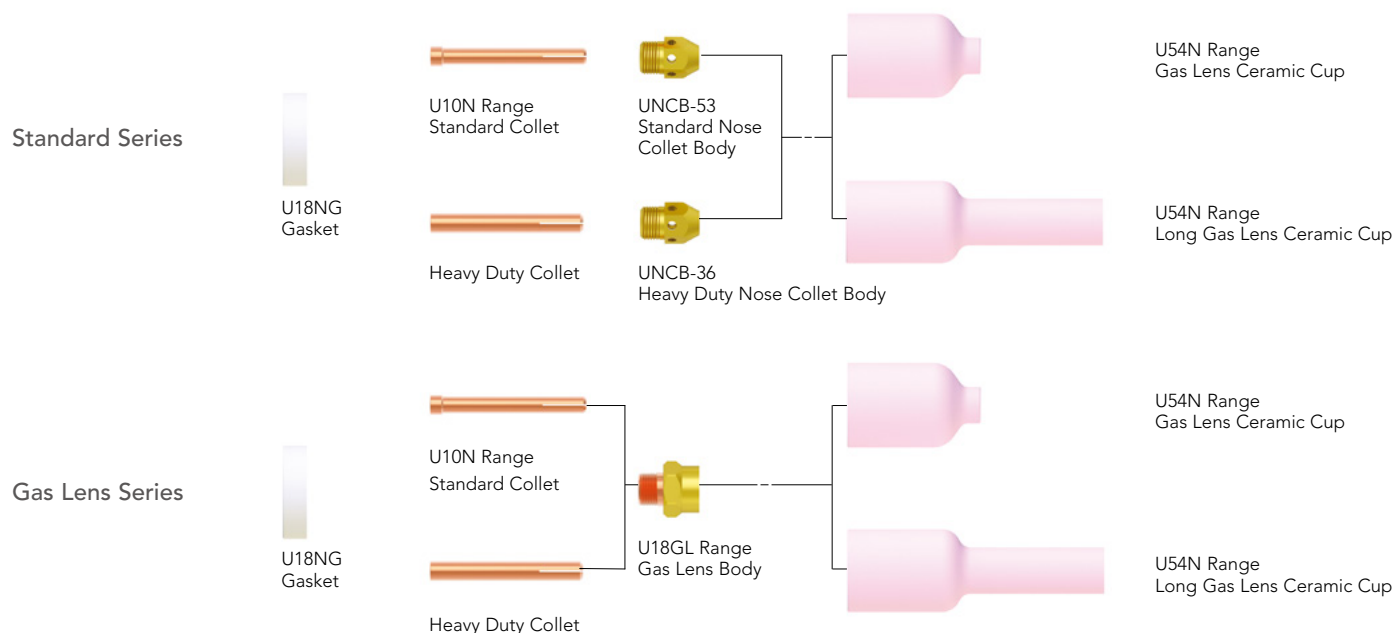 Standard Series
U18NG
Gasket
U10N Range
Standard Collet
UNCB-53
Standard Nose
Collet Body
U54N Range
Gas Lens Ceramic Cup
Heavy Duty Collet
UNCB-36
Heavy Duty Nose Collet Body
U54N Range
Long Gas Lens Ceramic Cup
Gas Lens Series
U18NG
Gasket
U10N Range
Standard Collet
U18GL Range
Gas Lens Body
U54N Range
Gas Lens Ceramic Cup
Heavy Duty Collet
U54N Range
Long Gas Lens Ceramic Cup